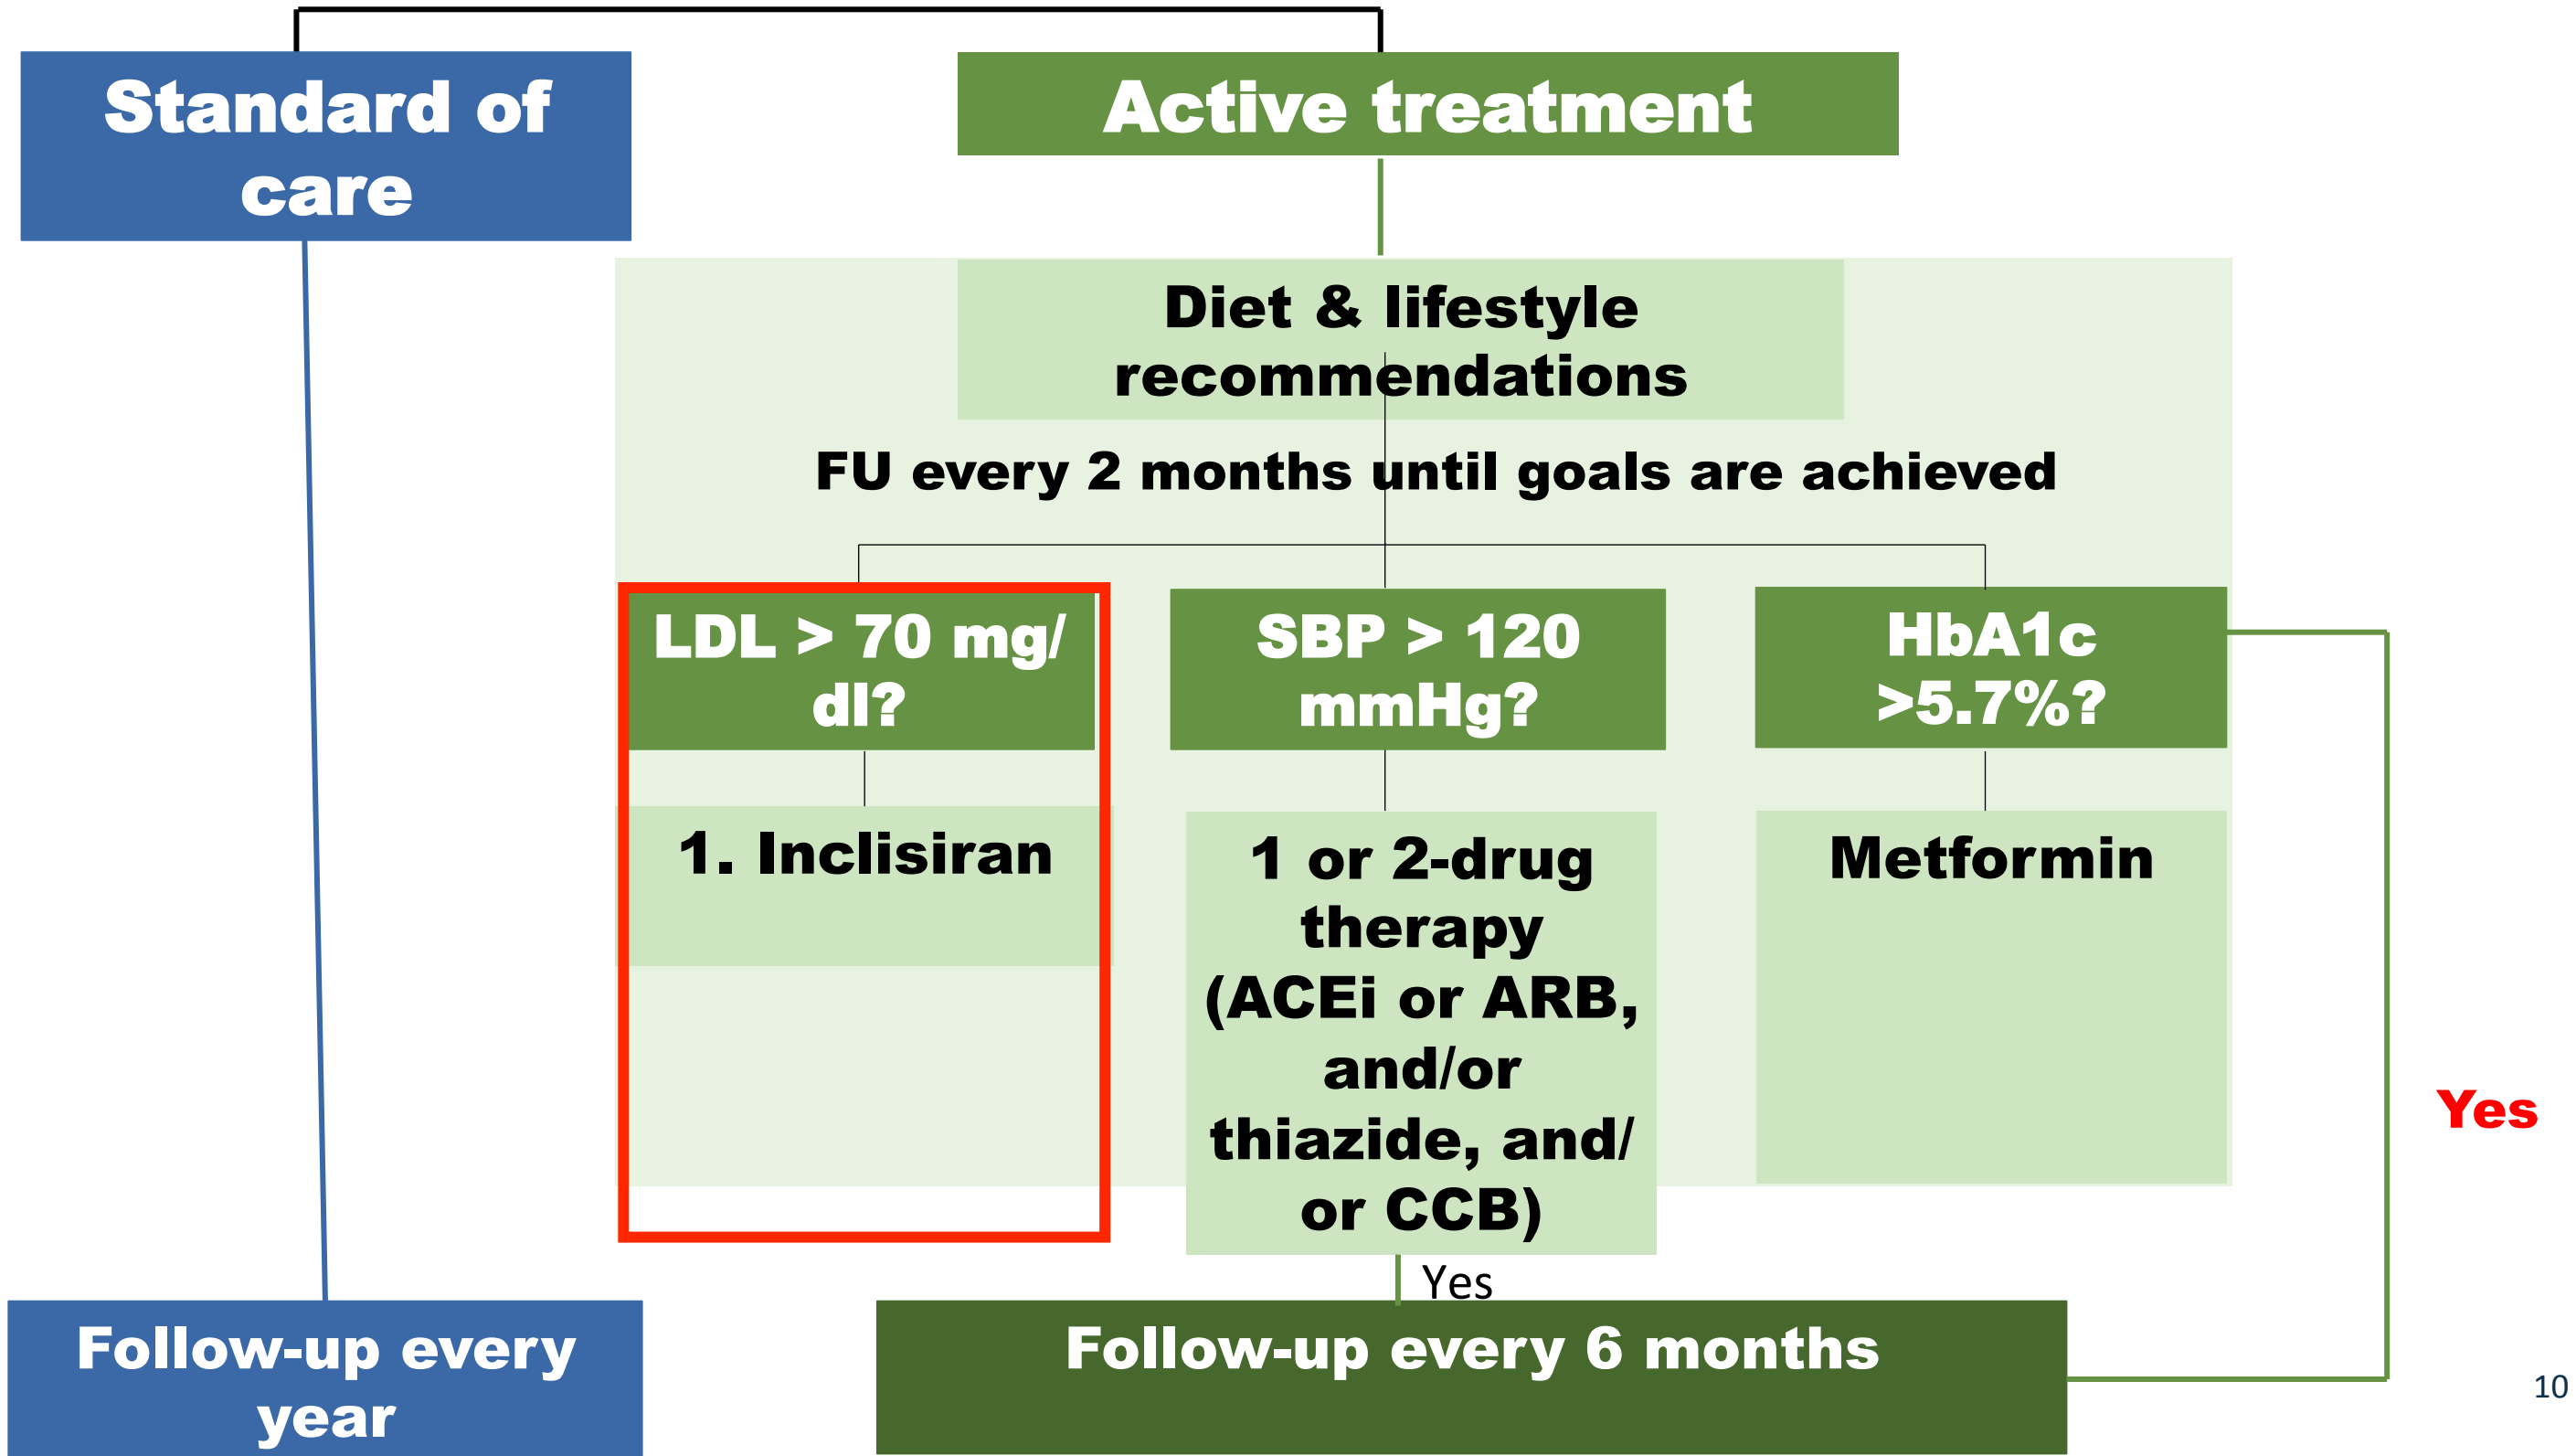 Standard of
care
Active treatment
Diet & lifestyle
recommendations
FU every 2 months until goals are achieved
LDL > 70 mg/
dl?
SBP > 120
mmHg?
HbA1c
>5.7%?
1. Inclisiran
1 or 2-drug
therapy
(ACEi or ARB,
and/or
thiazide, and/
or CCB)
Metformin
Yes
Yes
Follow-up every
year
Follow-up every 6 months
10